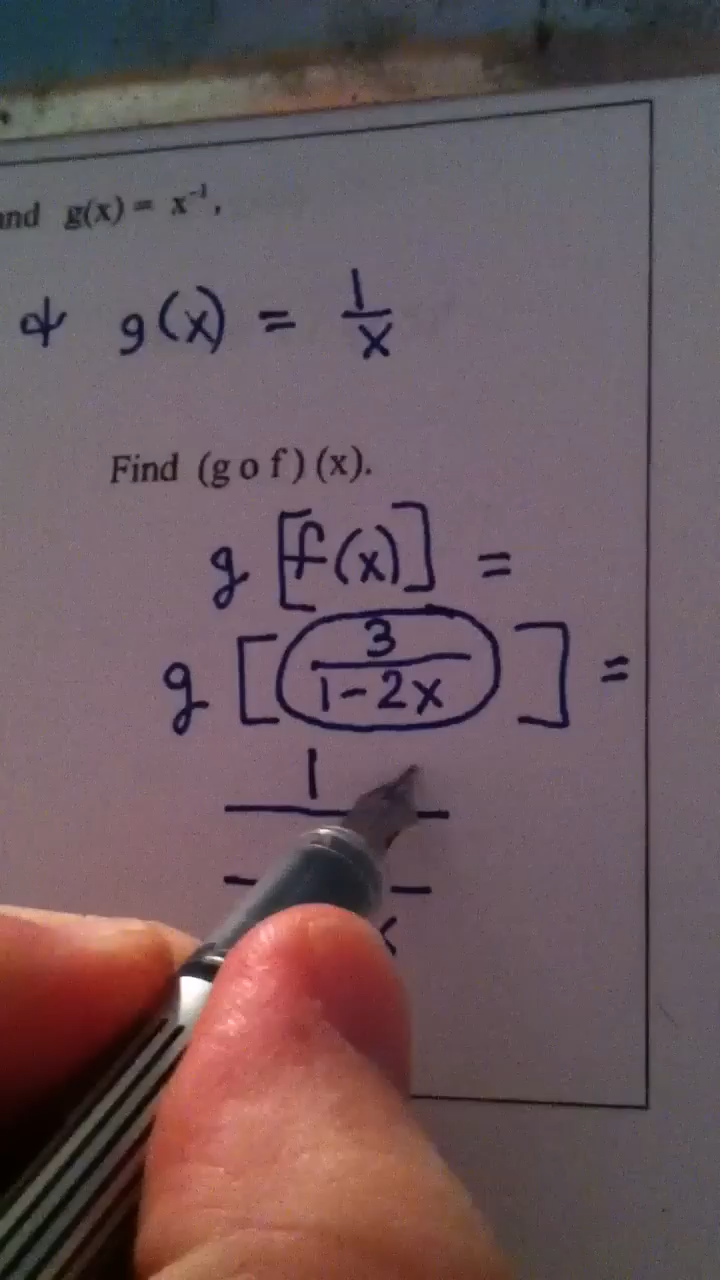 and g(x) = x⁻¹,
& g(x) = 1/x
Find (g o f) (x).
g [f(x)] =
g [ 3/(1-2x) ] =
1
x